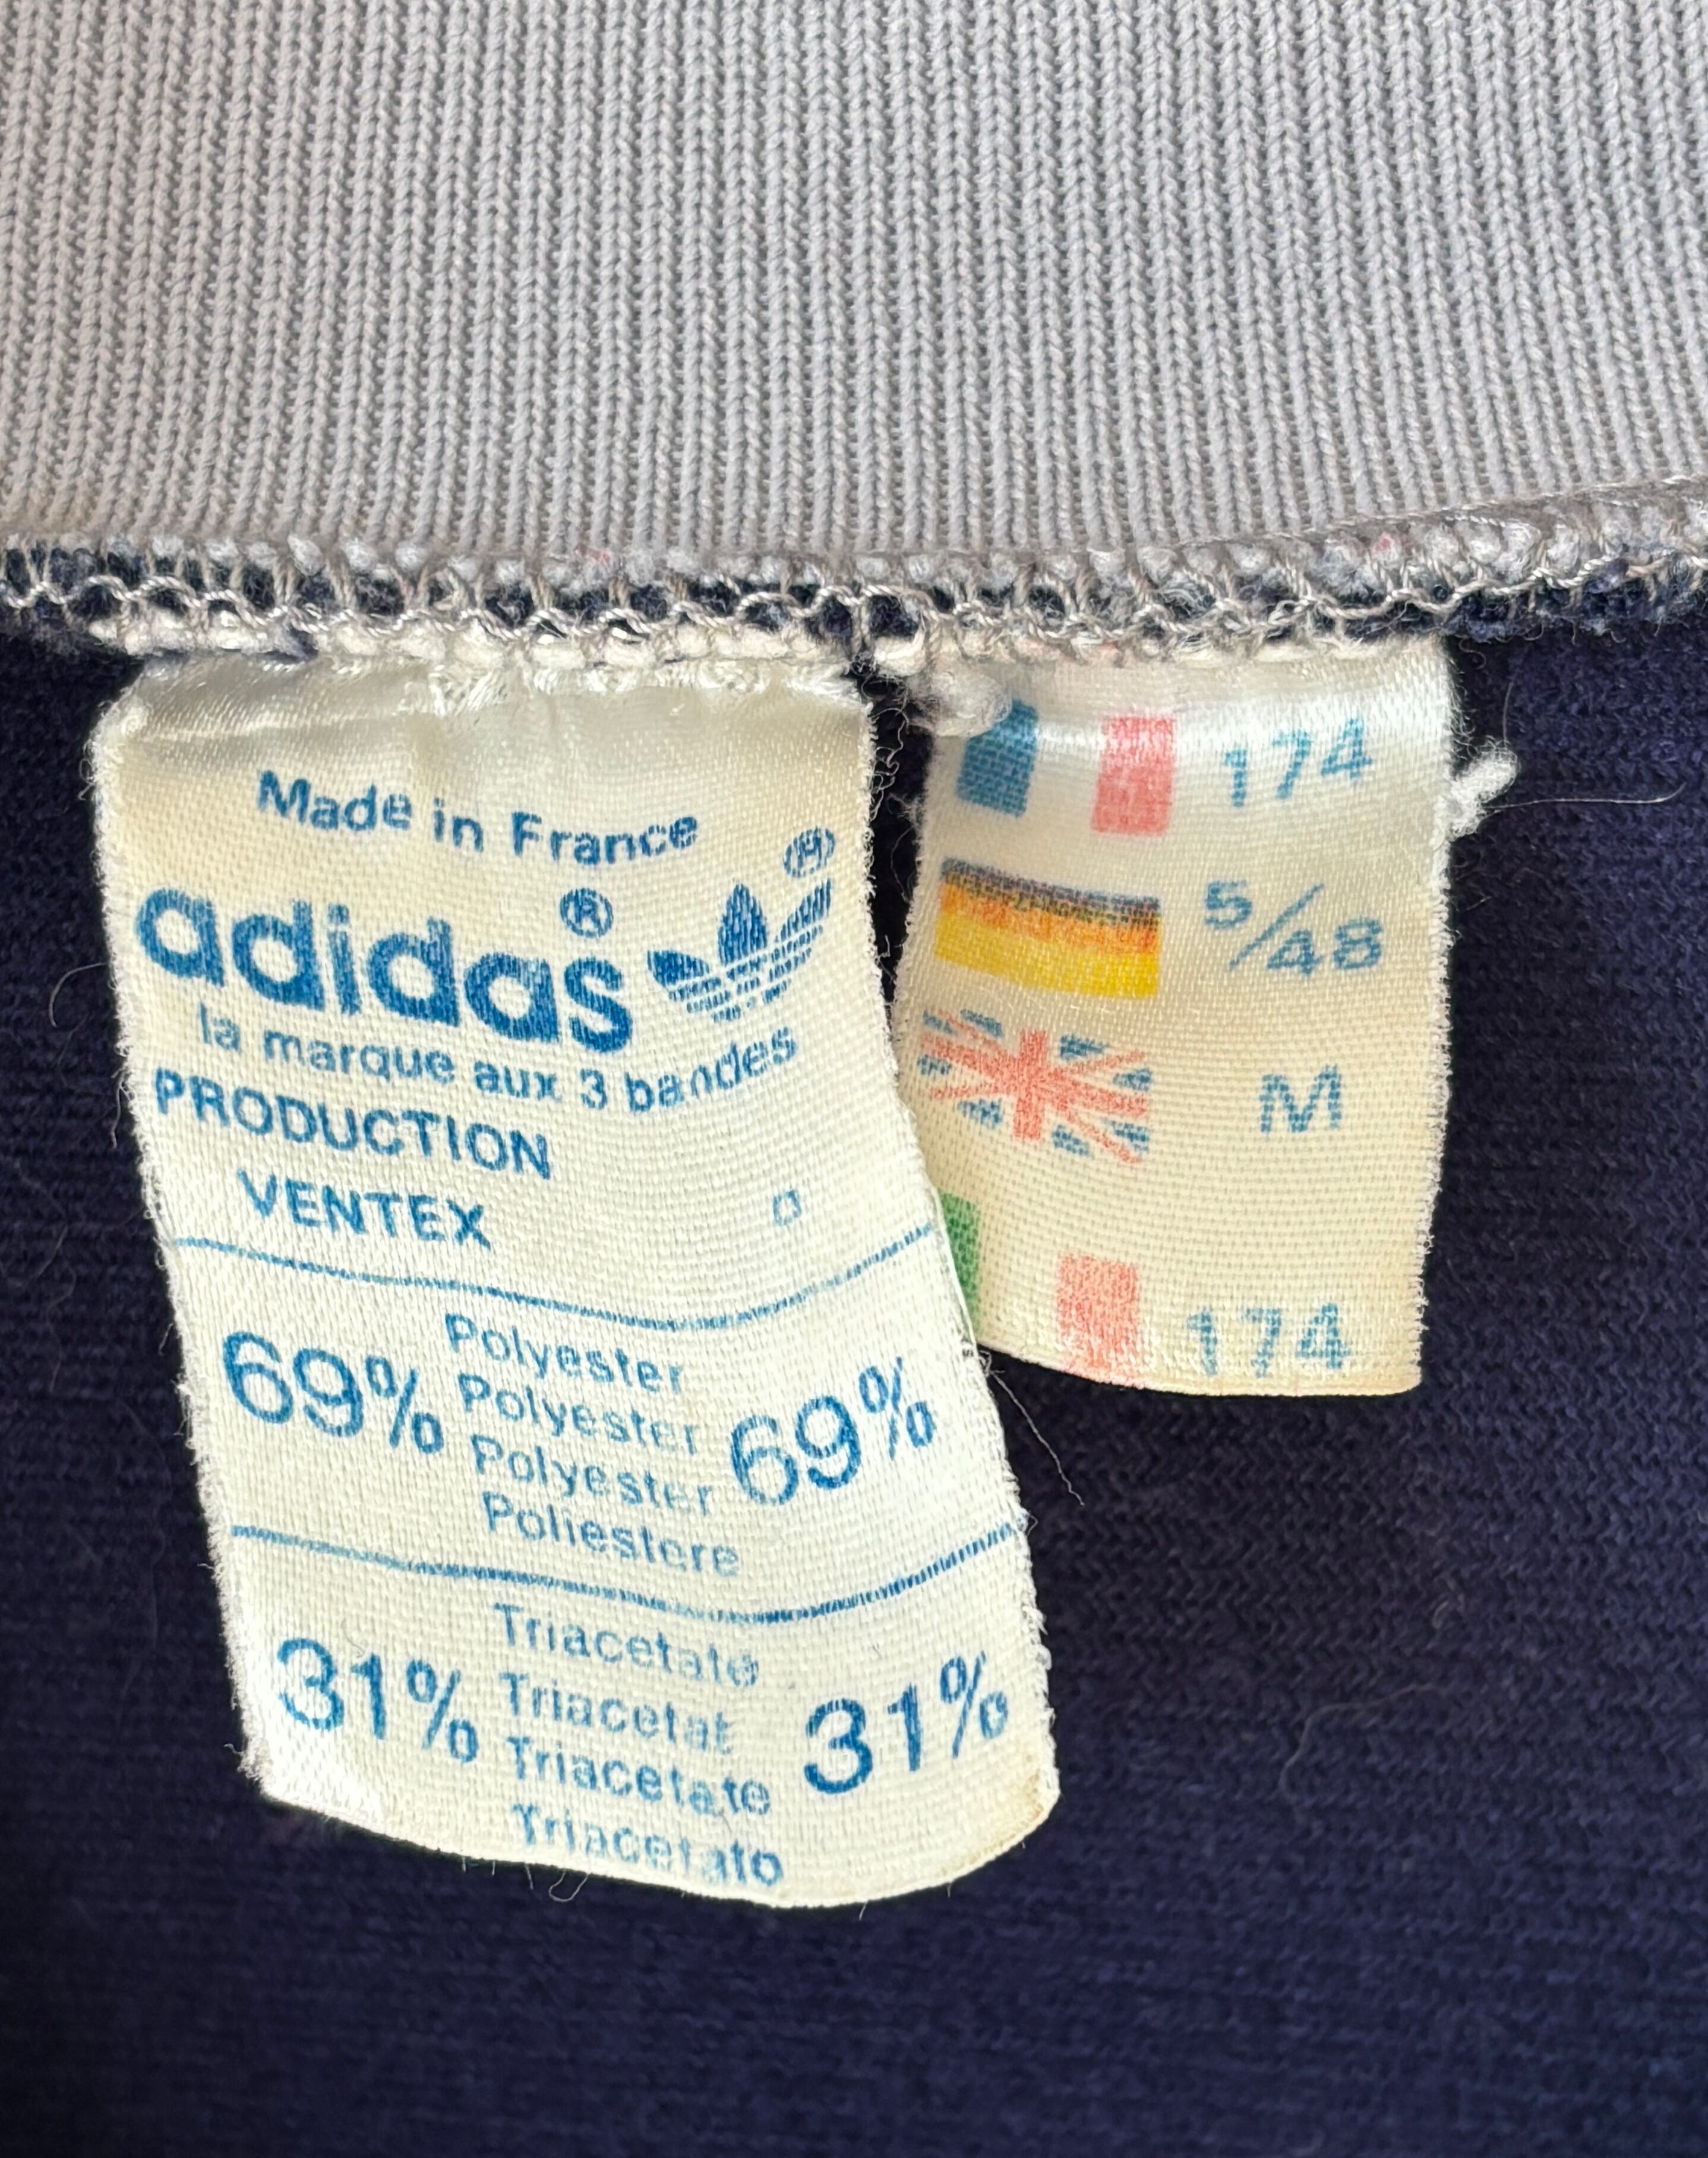 Made in France
adidas ®
®
la marque aux 3 bandes
PRODUCTION
VENTEX
69% Polyester 69%
Polyester
Polyester
Poliestere
31% Triacetate 31%
Triacetat
Triacetate
Triacetato
174
5/48
M
174